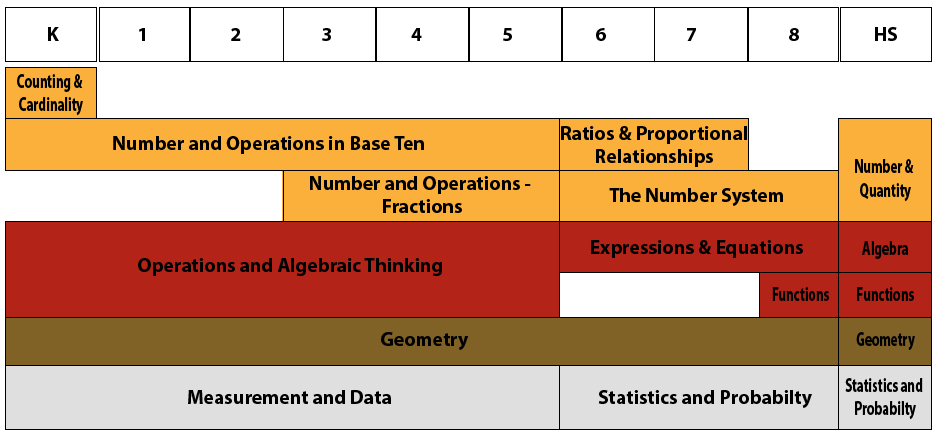 K 1 2 3 4 5 6 7 8 HS
Counting &
Cardinality
Number and Operations in Base Ten
Ratios & Proportional
Relationships
Number &
Quantity
Number and Operations -
Fractions
The Number System
Operations and Algebraic Thinking
Expressions & Equations
Algebra
Functions
Functions
Geometry
Geometry
Measurement and Data
Statistics and Probabilty
Statistics and
Probabilty